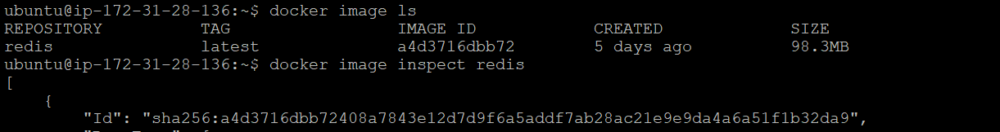 ubuntu@ip-172-31-28-136:~$ docker image ls
REPOSITORY          TAG                 IMAGE ID            CREATED             SIZE
redis               latest              a4d3716dbb72        5 days ago          98.3MB
ubuntu@ip-172-31-28-136:~$ docker image inspect redis
[
    {
        "Id": "sha256:a4d3716dbb72408a7843e12d7d9f6a5addf7ab28ac21e9e9da4a6a51f1b32da9",